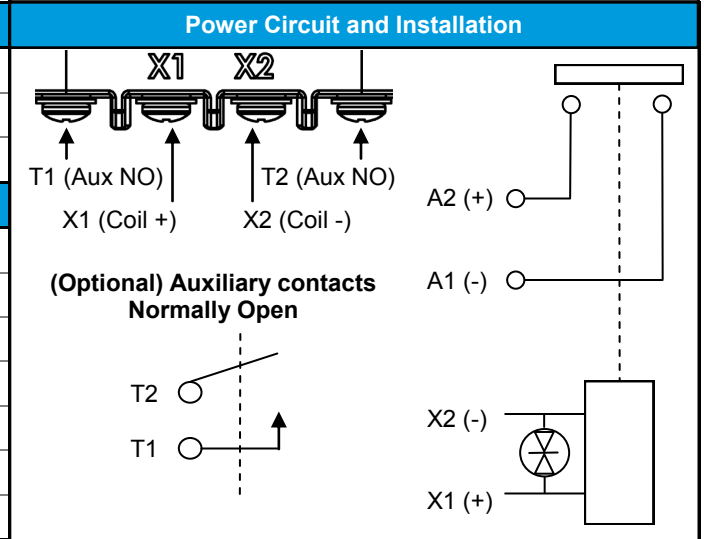 Power Circuit and Installation
X1 X2
T1 (Aux NO) T2 (Aux NO)
X1 (Coil +) X2 (Coil -)
(Optional) Auxiliary contacts
Normally Open
T2
T1
A2 (+)
A1 (-)
X2 (-)
X1 (+)